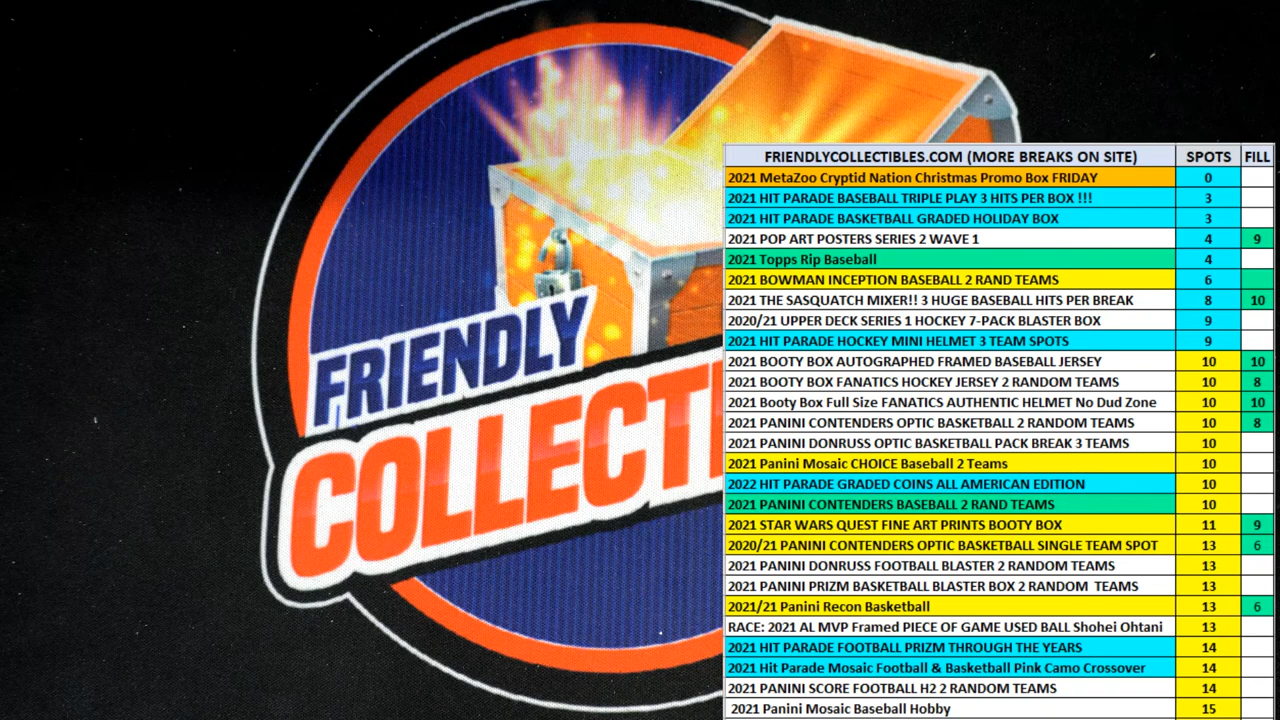 FRIENDLY
COLLECT
FRIENDLYCOLLECTIBLES.COM (MORE BREAKS ON SITE) SPOTS FILL
2021 MetaZoo Cryptid Nation Christmas Promo Box FRIDAY 0
2021 HIT PARADE BASEBALL TRIPLE PLAY 3 HITS PER BOX !!! 3
2021 HIT PARADE BASKETBALL GRADED HOLIDAY BOX 3
2021 POP ART POSTERS SERIES 2 WAVE 1 4 9
2021 Topps Rip Baseball 4
2021 BOWMAN INCEPTION BASEBALL 2 RAND TEAMS 6
2021 THE SASQUATCH MIXER!! 3 HUGE BASEBALL HITS PER BREAK 8 10
2020/21 UPPER DECK SERIES 1 HOCKEY 7-PACK BLASTER BOX 9
2021 HIT PARADE HOCKEY MINI HELMET 3 TEAM SPOTS 9
2021 BOOTY BOX AUTOGRAPHED FRAMED BASEBALL JERSEY 10 10
2021 BOOTY BOX FANATICS HOCKEY JERSEY 2 RANDOM TEAMS 10 8
2021 Booty Box Full Size FANATICS AUTHENTIC HELMET No Dud Zone 10 10
2021 PANINI CONTENDERS OPTIC BASKETBALL 2 RANDOM TEAMS 10 8
2021 PANINI DONRUSS OPTIC BASKETBALL PACK BREAK 3 TEAMS 10
2021 Panini Mosaic CHOICE Baseball 2 Teams 10
2022 HIT PARADE GRADED COINS ALL AMERICAN EDITION 10
2021 PANINI CONTENDERS BASEBALL 2 RAND TEAMS 10
2021 STAR WARS QUEST FINE ART PRINTS BOOTY BOX 11 9
2020/21 PANINI CONTENDERS OPTIC BASKETBALL SINGLE TEAM SPOT 13 6
2021 PANINI DONRUSS FOOTBALL BLASTER 2 RANDOM TEAMS 13
2021 PANINI PRIZM BASKETBALL BLASTER BOX 2 RANDOM TEAMS 13
2021/21 Panini Recon Basketball 13 6
RACE: 2021 AL MVP Framed PIECE OF GAME USED BALL Shohei Ohtani 13
2021 HIT PARADE FOOTBALL PRIZM THROUGH THE YEARS 14
2021 Hit Parade Mosaic Football & Basketball Pink Camo Crossover 14
2021 PANINI SCORE FOOTBALL H2 2 RANDOM TEAMS 14
2021 Panini Mosaic Baseball Hobby 15